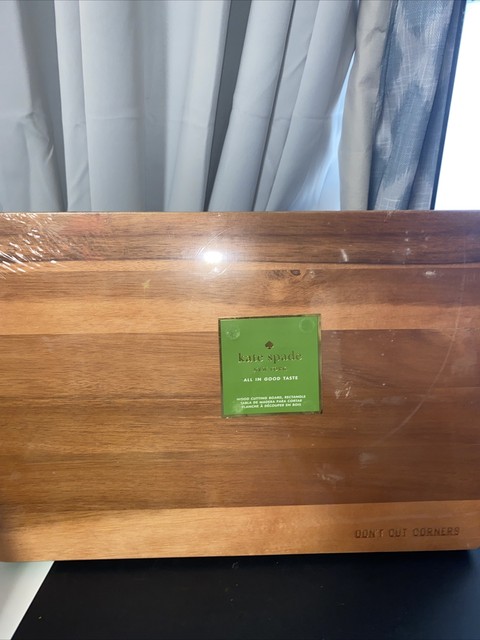 kate spade
NEW YORK
ALL IN GOOD TASTE
WOOD CUTTING BOARD, RECTANGLE
TABLA DE MADERA PARA CORTAR
PLANCHE À DÉCOUPER EN BOIS
DON'T CUT CORNERS